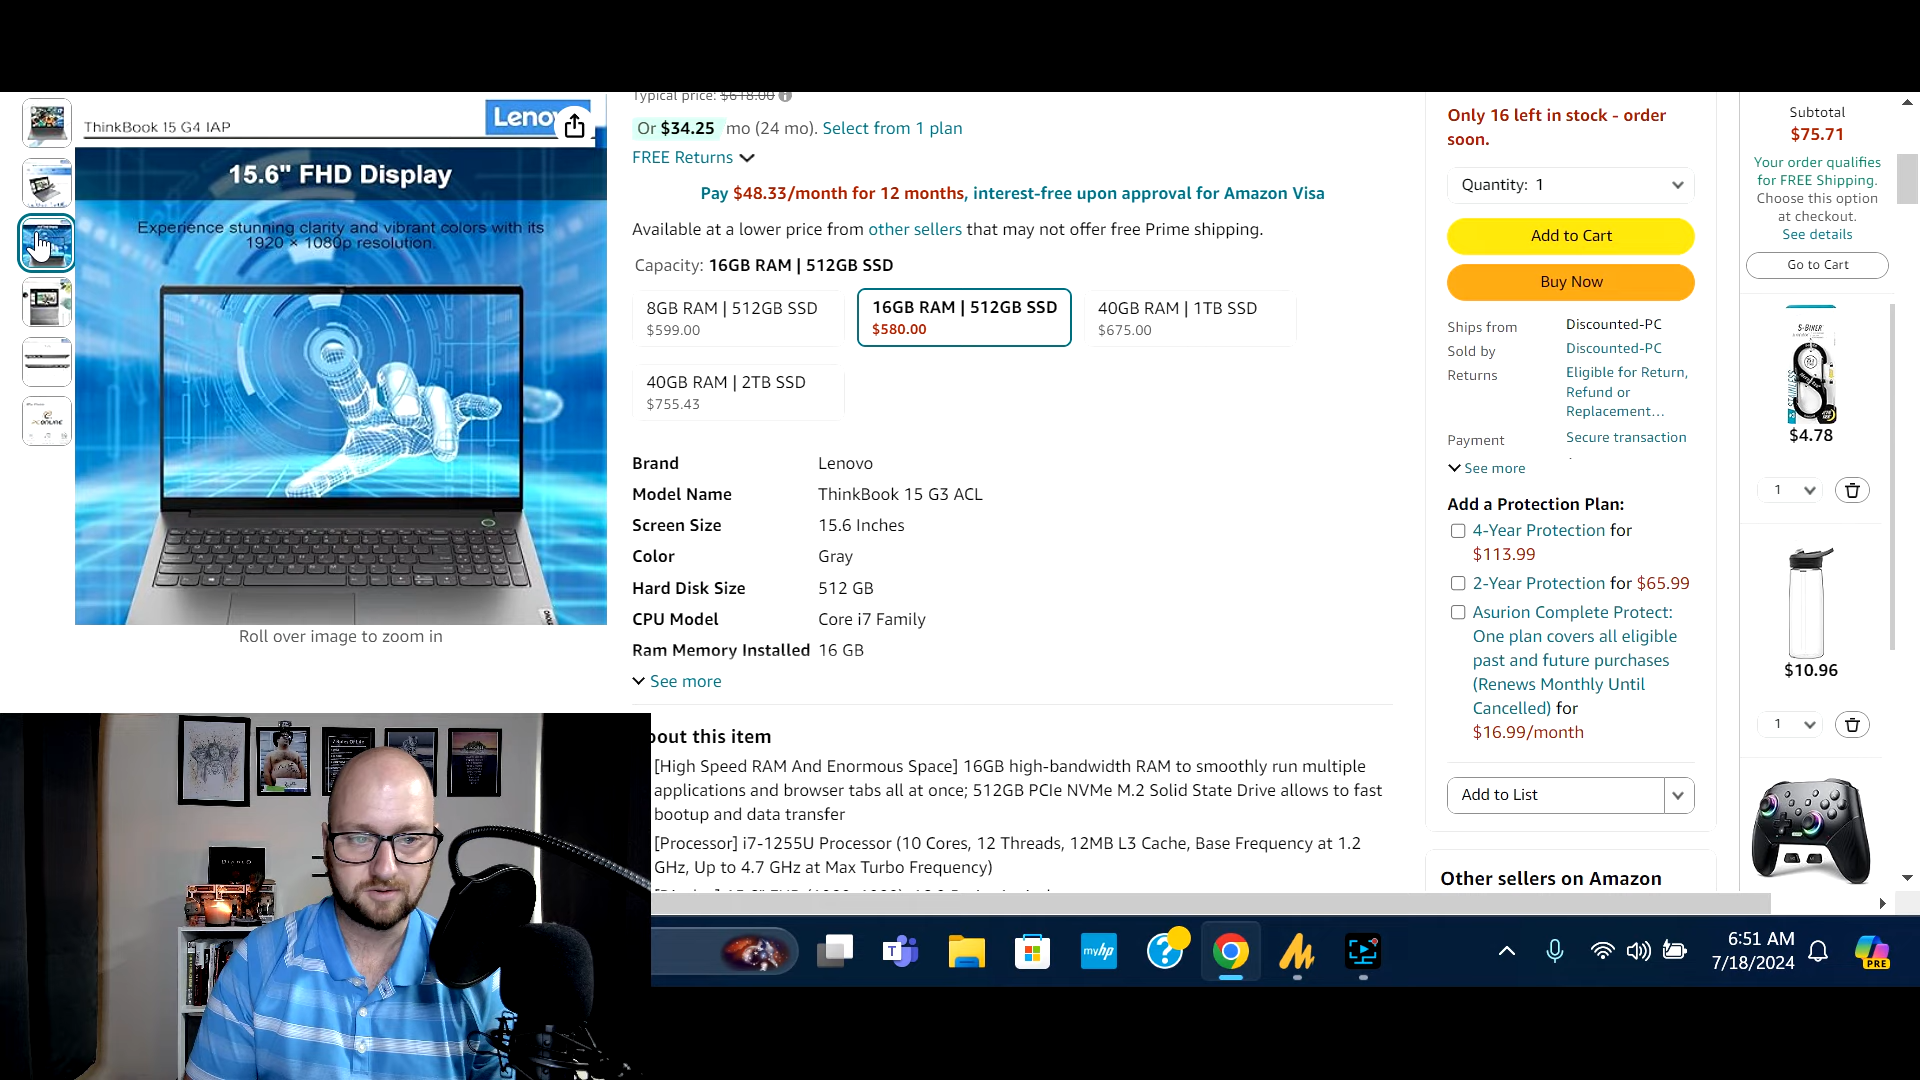 Typical price: $618.00
Or $34.25 mo (24 mo). Select from 1 plan
FREE Returns
Pay $48.33/month for 12 months, interest-free upon approval for Amazon Visa
Available at a lower price from other sellers that may not offer free Prime shipping.
Capacity: 16GB RAM | 512GB SSD
8GB RAM | 512GB SSD
$599.00
16GB RAM | 512GB SSD
$580.00
40GB RAM | 1TB SSD
$675.00
40GB RAM | 2TB SSD
$755.43
Brand Lenovo
Model Name ThinkBook 15 G3 ACL
Screen Size 15.6 Inches
Color Gray
Hard Disk Size 512 GB
CPU Model Core i7 Family
Ram Memory Installed 16 GB
See more
bout this item
[High Speed RAM And Enormous Space] 16GB high-bandwidth RAM to smoothly run multiple
applications and browser tabs all at once; 512GB PCIe NVMe M.2 Solid State Drive allows to fast
bootup and data transfer
[Processor] i7-1255U Processor (10 Cores, 12 Threads, 12MB L3 Cache, Base Frequency at 1.2
GHz, Up to 4.7 GHz at Max Turbo Frequency)
ThinkBook 15 G4 IAP
Leno
15.6" FHD Display
Experience stunning clarity and vibrant colors with its
1920 × 1080p resolution.
Roll over image to zoom in
Only 16 left in stock - order
soon.
Quantity: 1
Add to Cart
Buy Now
Ships from Discounted-PC
Sold by Discounted-PC
Returns Eligible for Return,
Refund or
Replacement…
Payment Secure transaction
See more
Add a Protection Plan:
4-Year Protection for
$113.99
2-Year Protection for $65.99
Asurion Complete Protect:
One plan covers all eligible
past and future purchases
(Renews Monthly Until
Cancelled) for
$16.99/month
Add to List
Other sellers on Amazon
Subtotal
$75.71
Your order qualifies
for FREE Shipping.
Choose this option
at checkout.
See details
Go to Cart
S-BINER
$4.78
1
$10.96
1
DIABLO
myhp
6:51 AM
7/18/2024
PRE